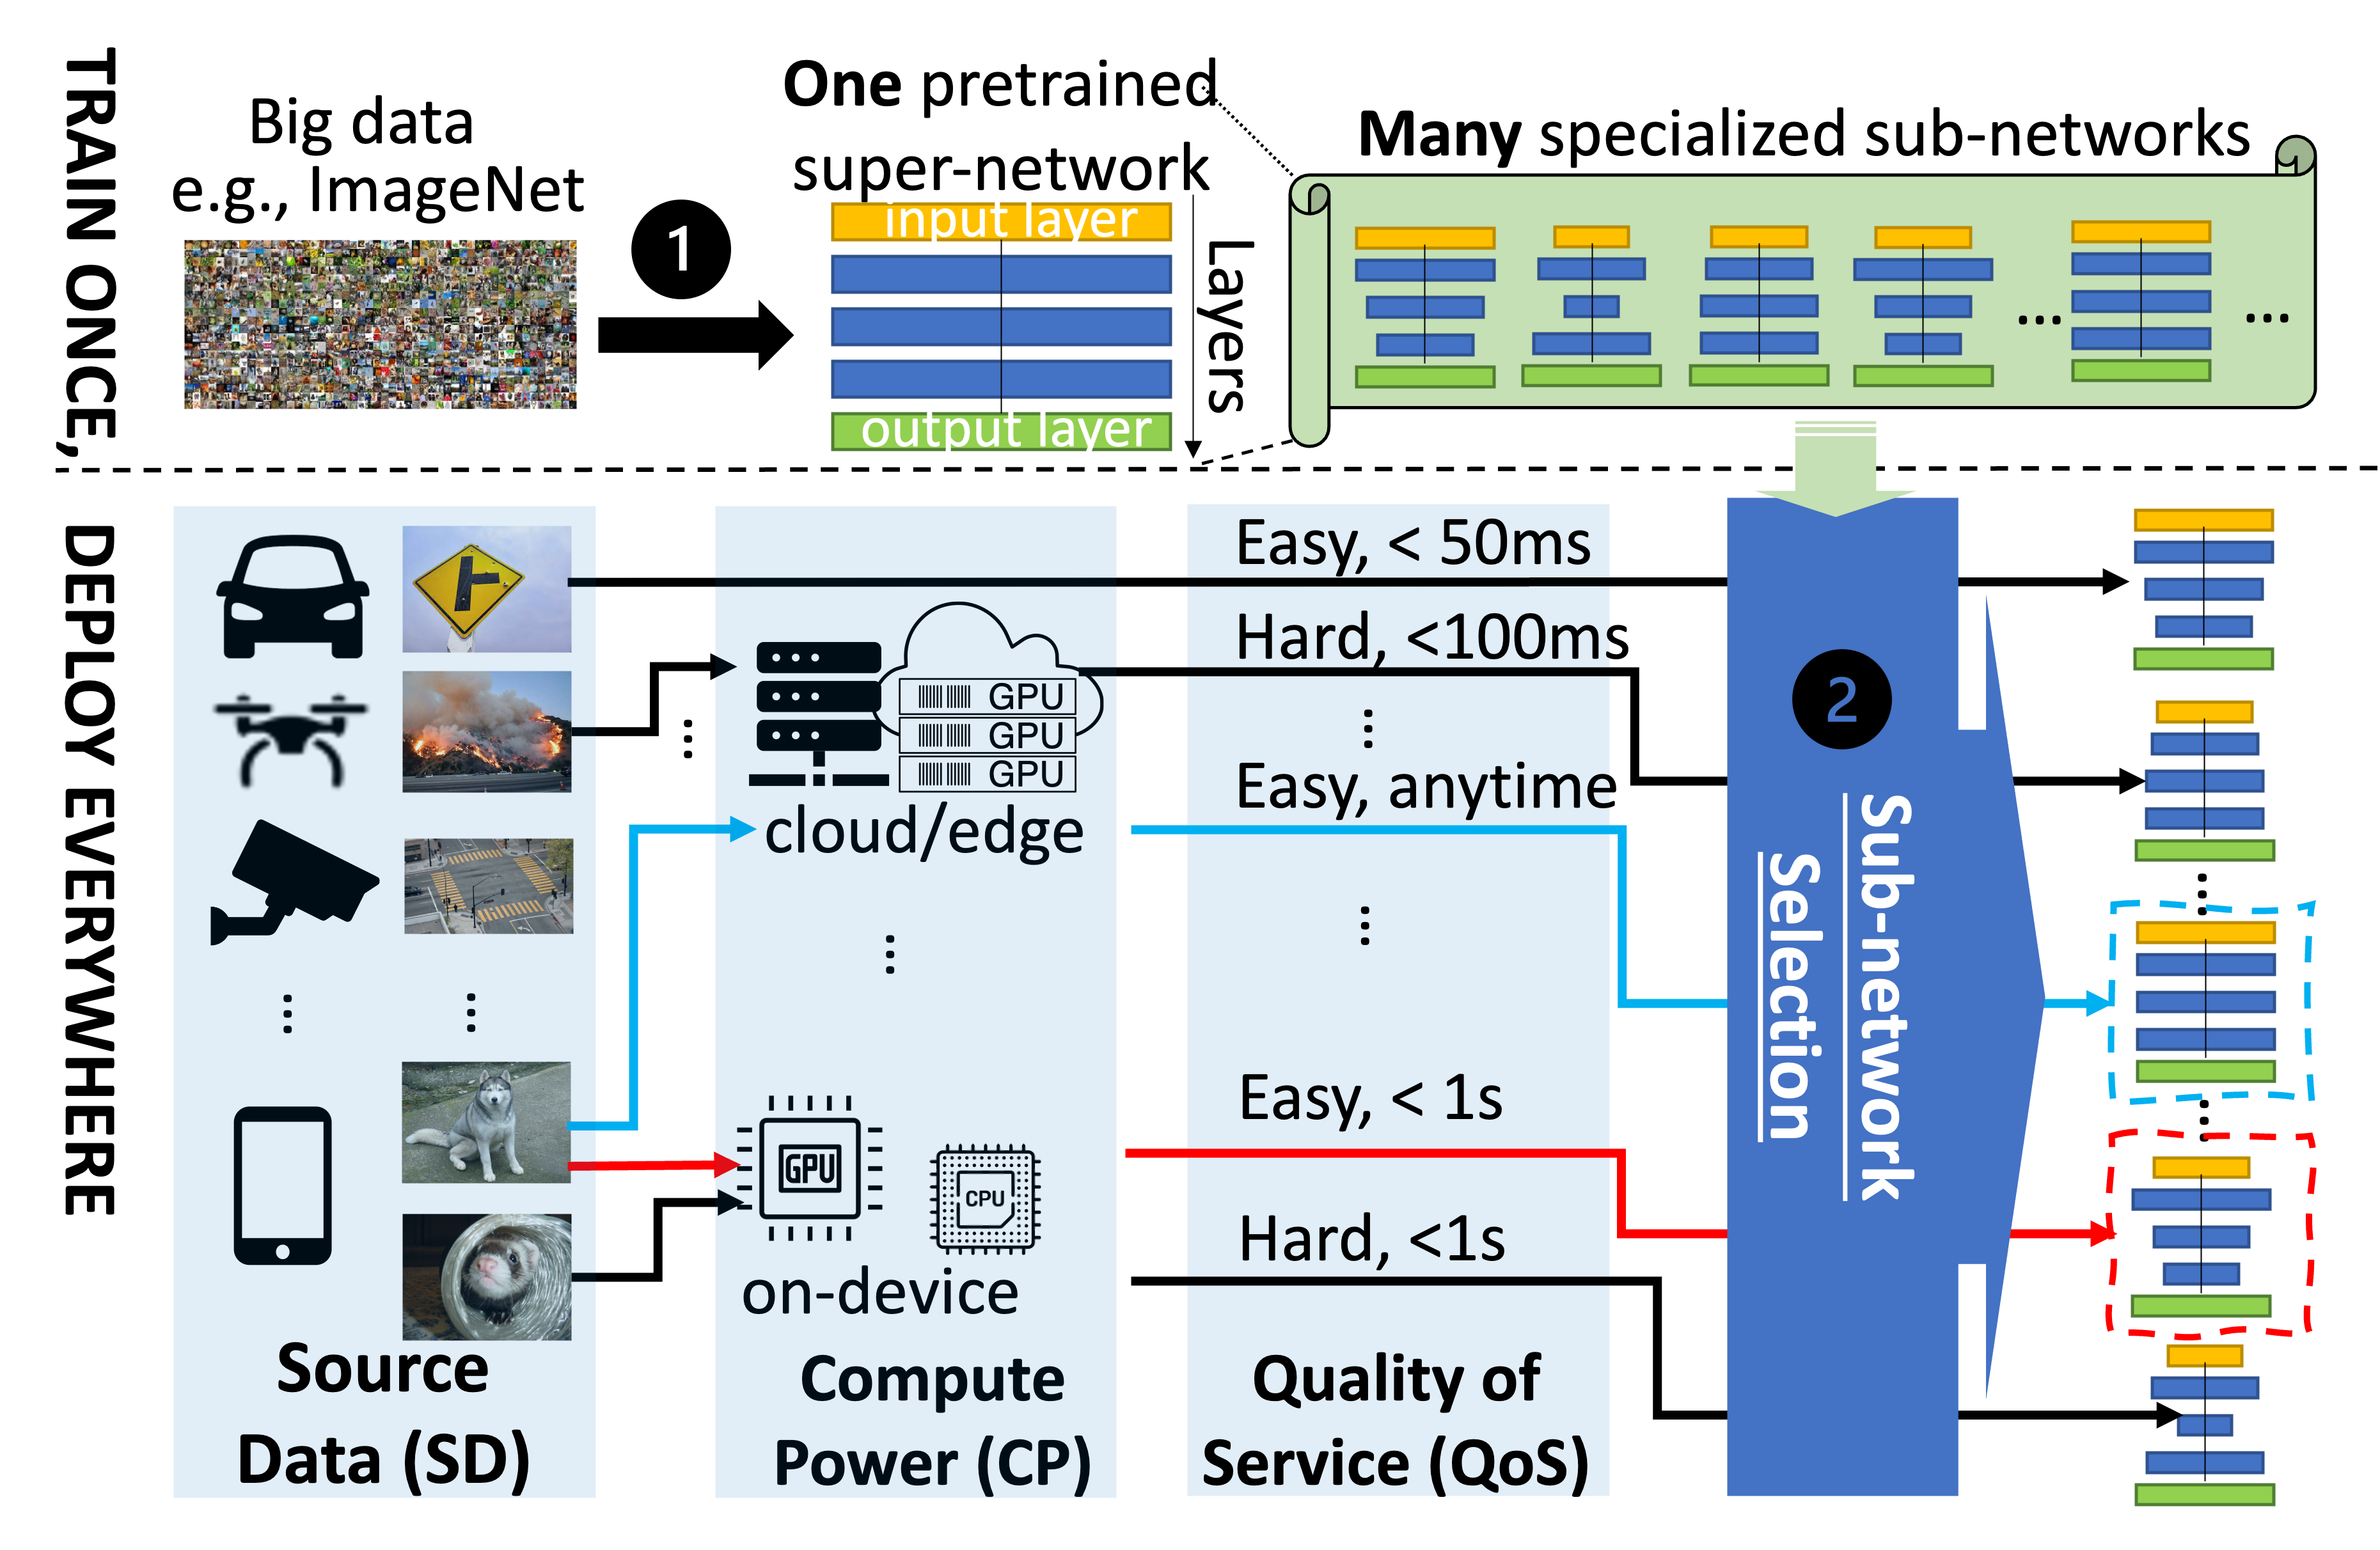 TRAIN ONCE,
Big data
e.g., ImageNet
1
One pretrained
super-network
input layer
output layer
Layers
Many specialized sub-networks
...
...
DEPLOY EVERYWHERE
Source
Data (SD)
GPU
GPU
GPU
cloud/edge
GPU
CPU
on-device
Compute
Power (CP)
Easy, < 50ms
Hard, <100ms
Easy, anytime
Easy, < 1s
Hard, <1s
Quality of
Service (QoS)
2
Sub-network
Selection